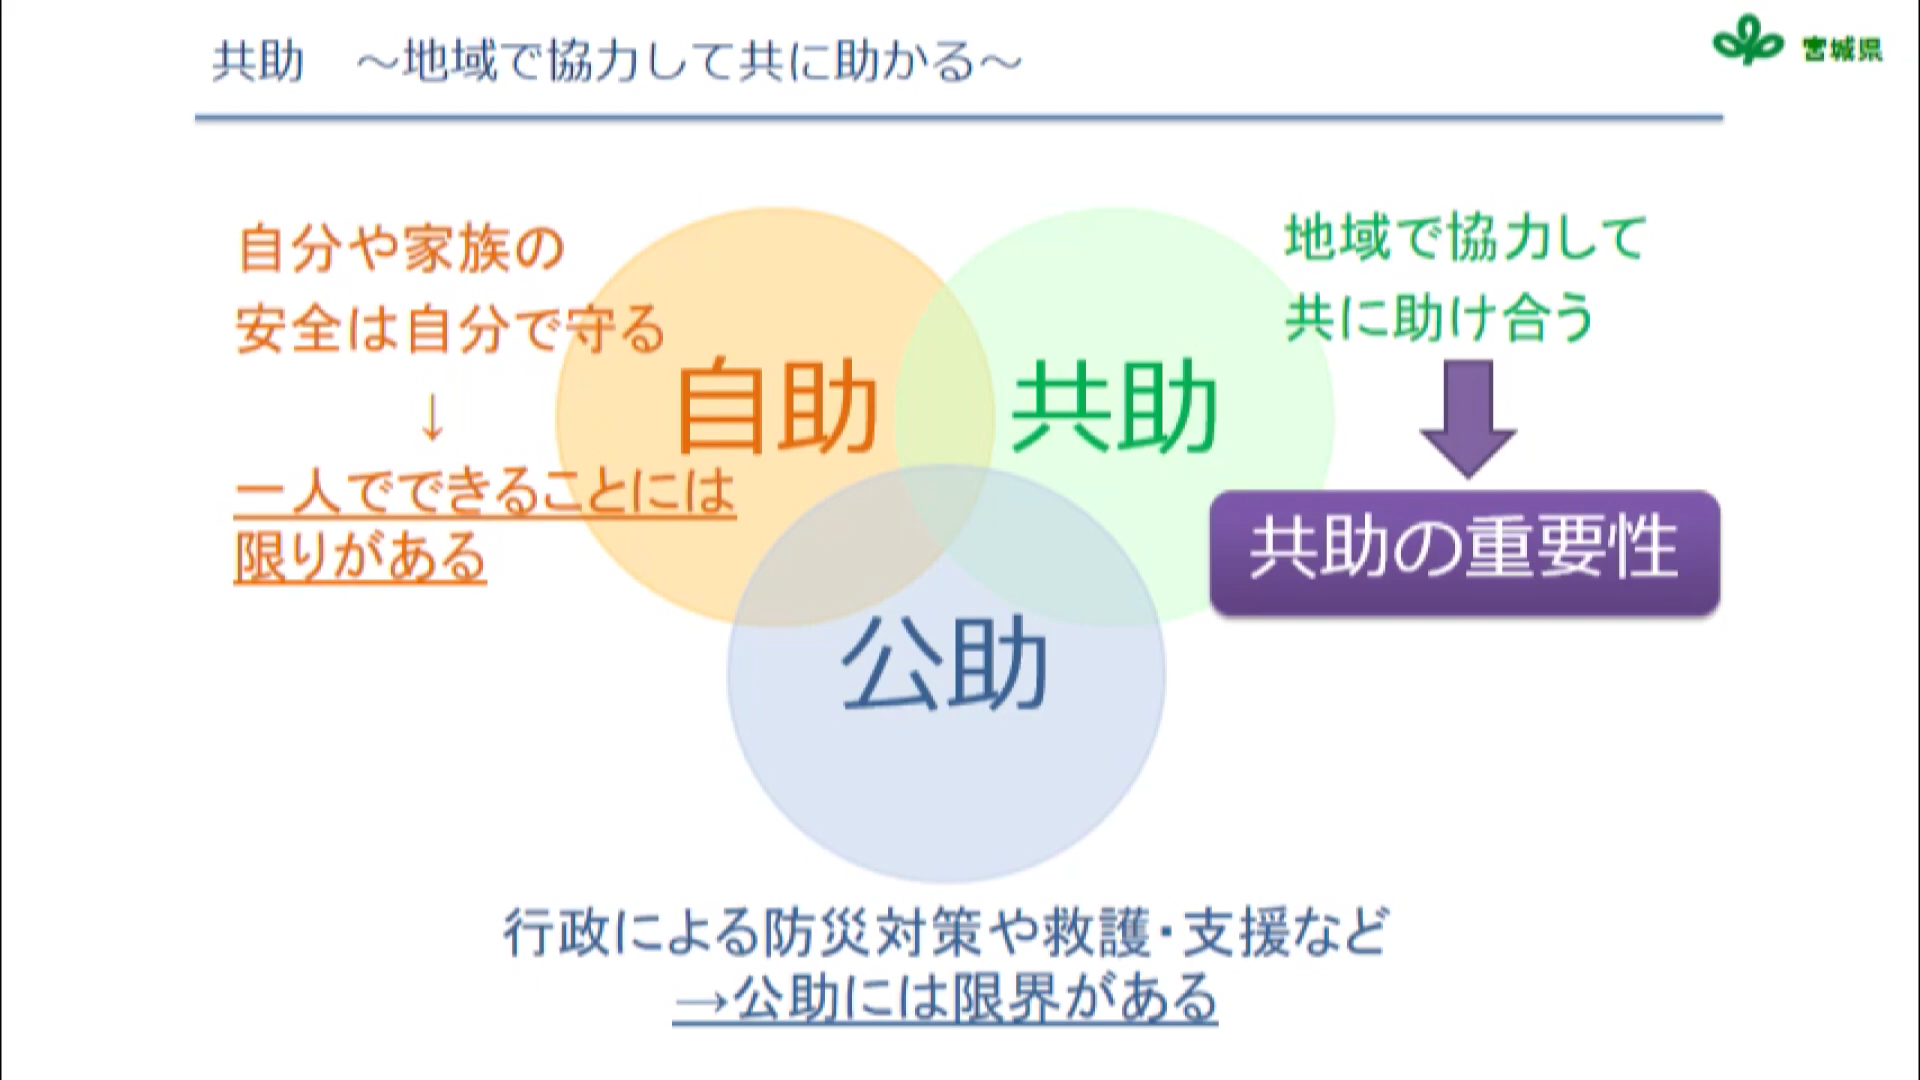 共助　～地域で協力して共に助かる～
宮城県
自分や家族の
安全は自分で守る
↓
一人でできることには
限りがある
自助
共助
地域で協力して
共に助け合う
共助の重要性
公助
行政による防災対策や救護・支援など
→公助には限界がある